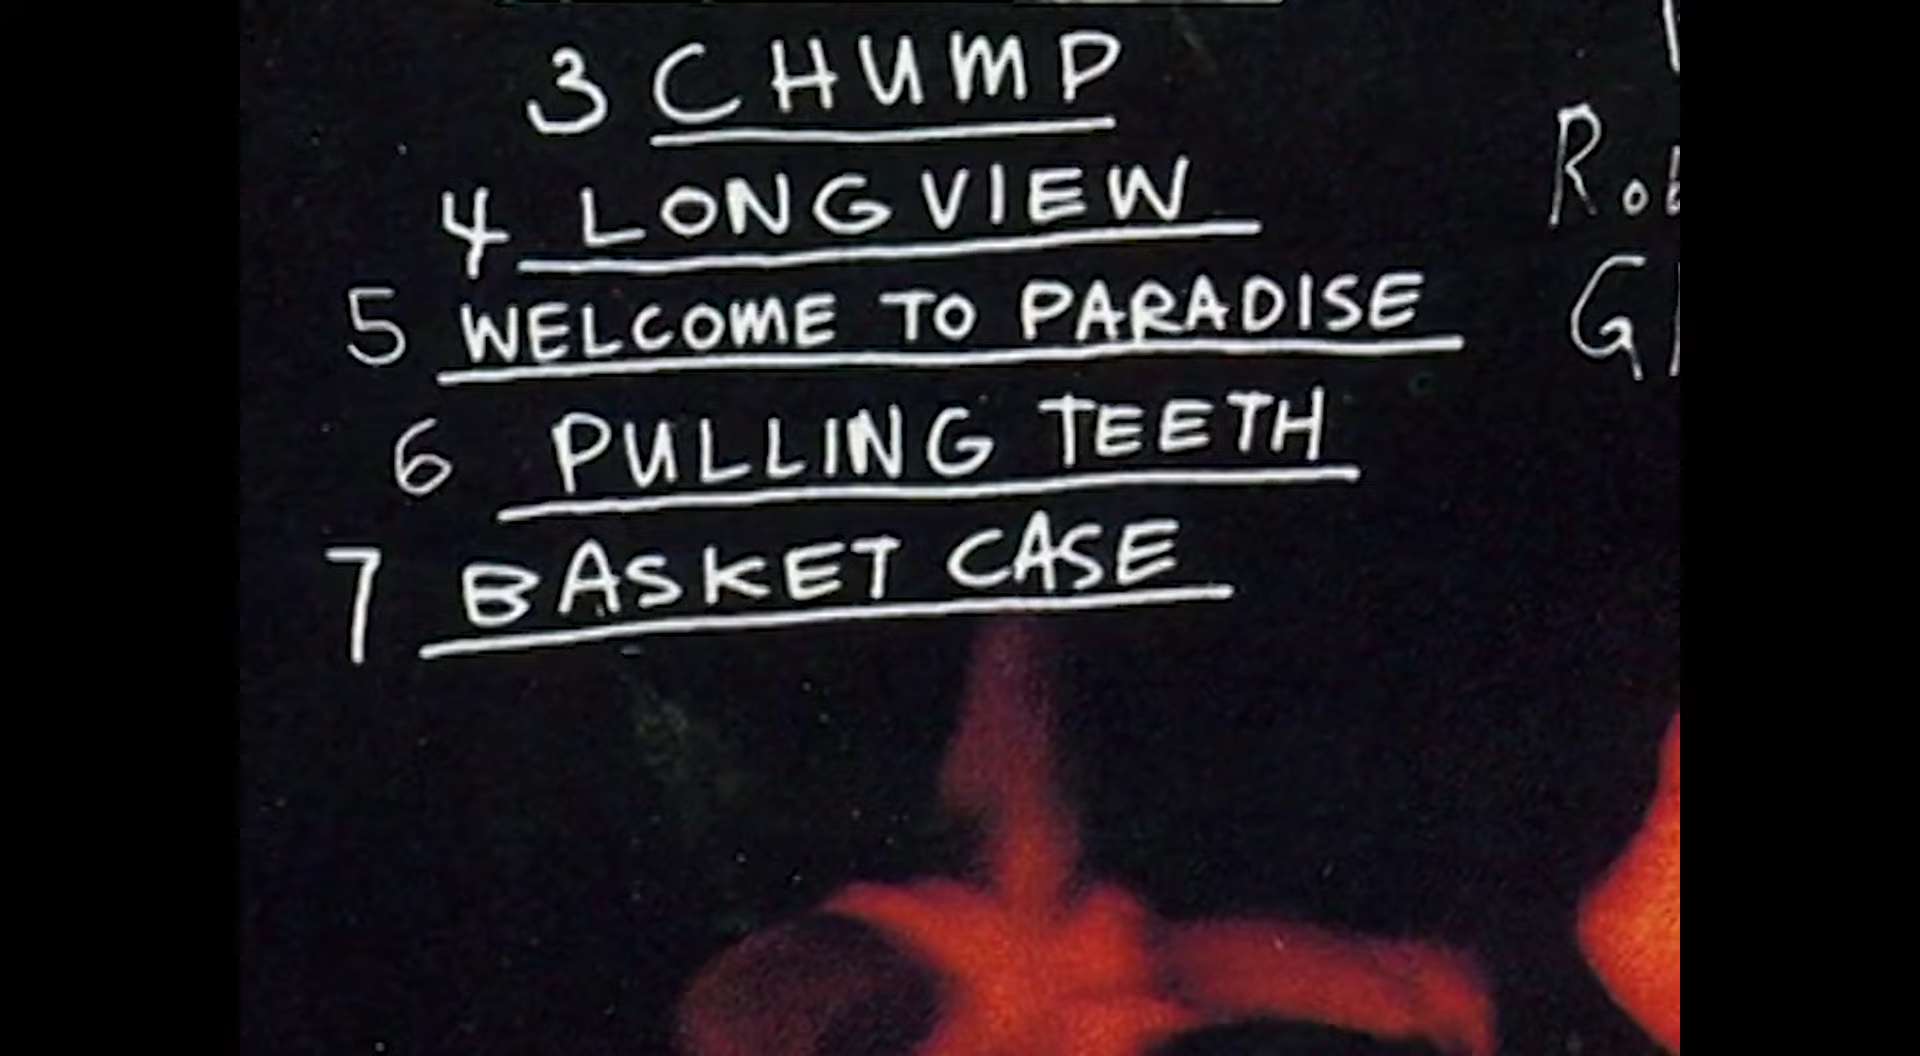 3 CHUMP
4 LONGVIEW
5 WELCOME TO PARADISE
6 PULLING TEETH
7 BASKET CASE